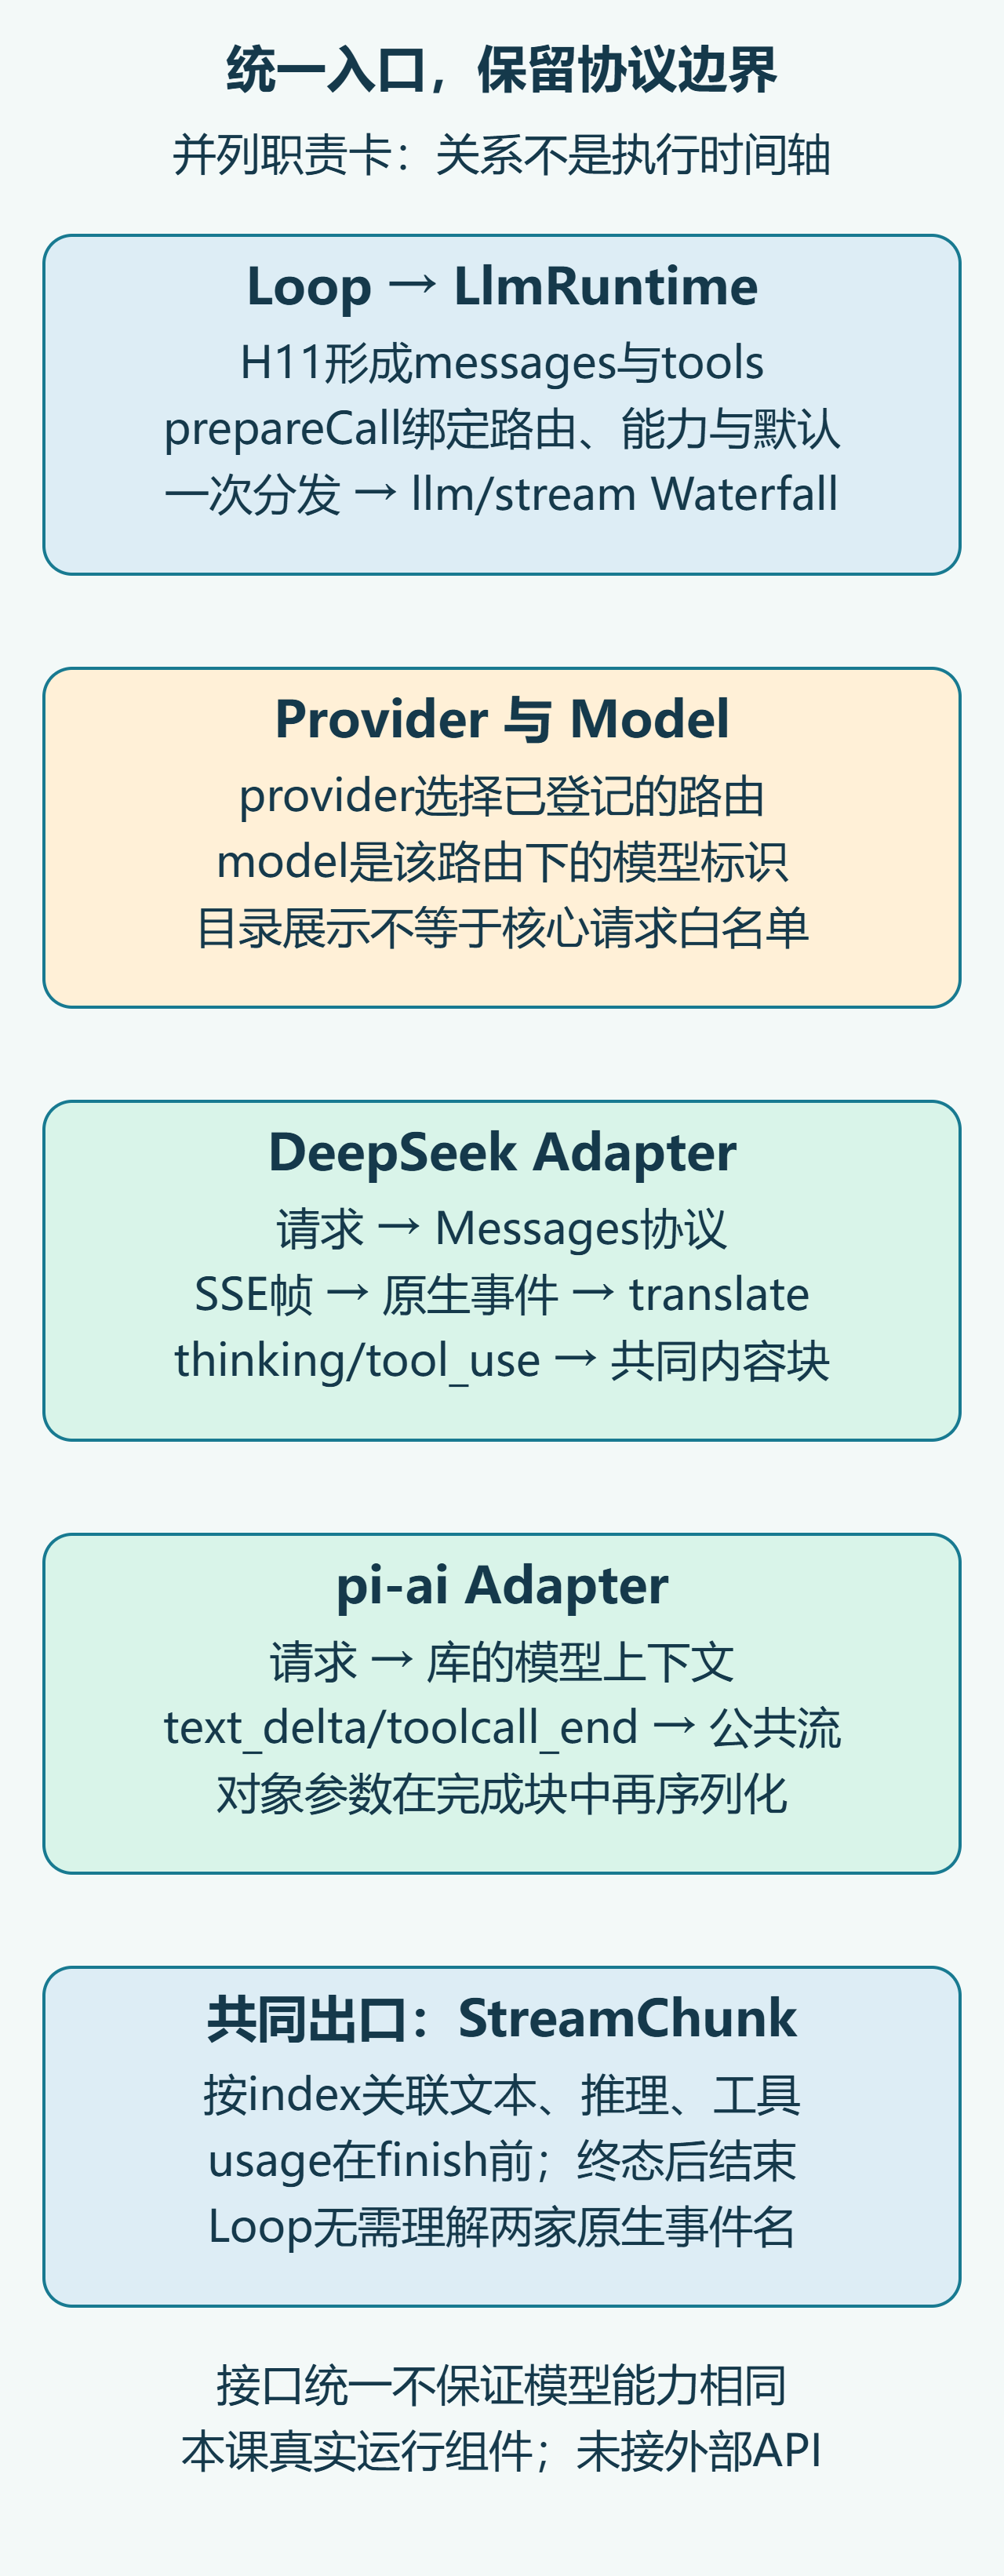 统一入口，保留协议边界
并列职责卡：关系不是执行时间轴
Loop → LlmRuntime
H11形成messages与tools
prepareCall绑定路由、能力与默认
一次分发 → llm/stream Waterfall
Provider 与 Model
provider选择已登记的路由
model是该路由下的模型标识
目录展示不等于核心请求白名单
DeepSeek Adapter
请求 → Messages协议
SSE帧 → 原生事件 → translate
thinking/tool_use → 共同内容块
pi-ai Adapter
请求 → 库的模型上下文
text_delta/toolcall_end → 公共流
对象参数在完成块中再序列化
共同出口：StreamChunk
按index关联文本、推理、工具
usage在finish前；终态后结束
Loop无需理解两家原生事件名
接口统一不保证模型能力相同
本课真实运行组件；未接外部API